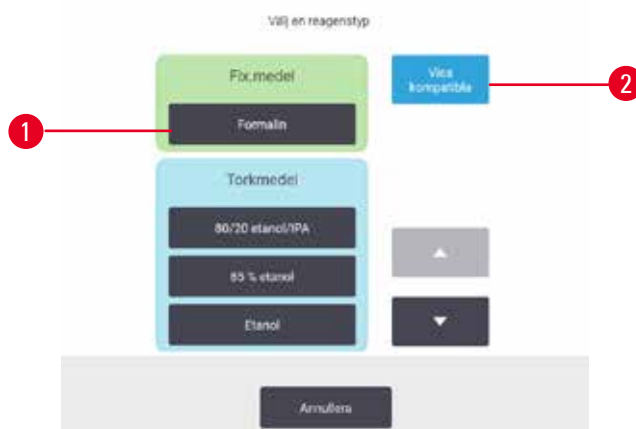 Välj en reagenstyp
Fix.medel
Visa
kompatibla
2
1
Formalin
Torkmedel
80/20 etanol/IPA
85 % etanol
Etanol
Annullera